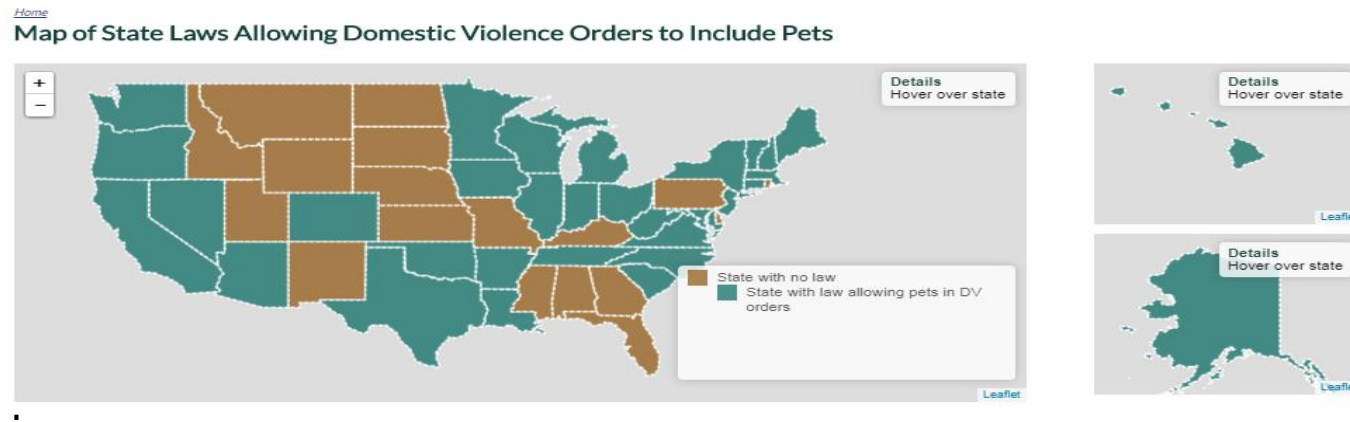 Home
Map of State Laws Allowing Domestic Violence Orders to Include Pets
+
−
Details
Hover over state
State with no law
State with law allowing pets in DV
orders
Leaflet
Details
Hover over state
Details
Hover over state